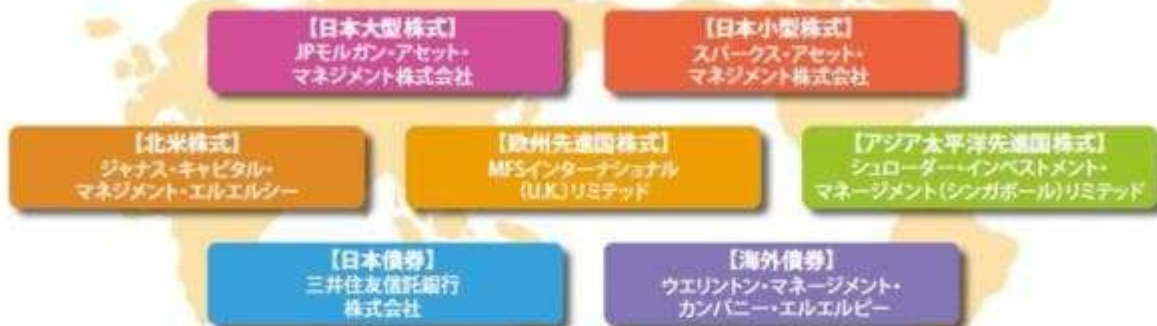 【日本大型株式】
JPモルガン・アセット・
マネジメント株式会社
【日本小型株式】
スパークス・アセット・
マネジメント株式会社
【北米株式】
ジャナス・キャピタル・
マネジメント・エルエルシー
【欧州先進国株式】
MFSインターナショナル
(U.K.)リミテッド
【アジア太平洋先進国株式】
シュローダー・インベストメント・
マネージメント(シンガポール)リミテッド
【日本債券】
三井住友信託銀行
株式会社
【海外債券】
ウエリントン・マネージメント・
カンパニー・エルエルピー